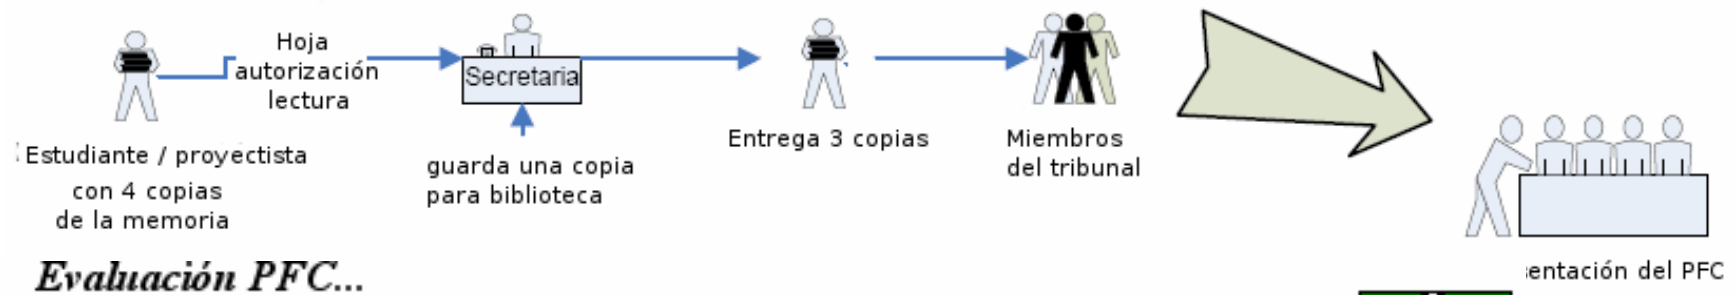 Hoja
autorización
lectura
Secretaria
Estudiante / proyectista
con 4 copias
de la memoria
guarda una copia
para biblioteca
Entrega 3 copias
Miembros
del tribunal
del PFC
Evaluación PFC...